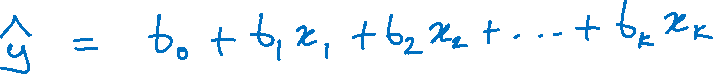 ŷ = b₀ + b₁x₁ + b₂x₂ + ... + bₖxₖ